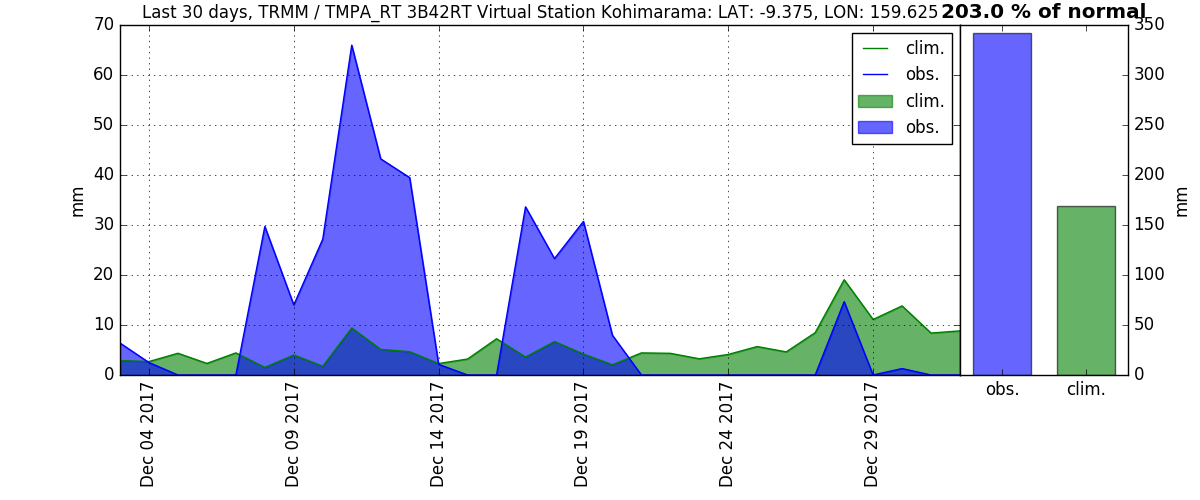 Last 30 days, TRMM / TMPA_RT 3B42RT Virtual Station Kohimarama: LAT: -9.375, LON: 159.625
203.0 % of normal
70
60
50
40
30
20
10
0
mm
clim.
obs.
clim.
obs.
Dec 04 2017
Dec 09 2017
Dec 14 2017
Dec 19 2017
Dec 24 2017
Dec 29 2017
350
300
250
200
150
100
50
0
mm
obs.
clim.